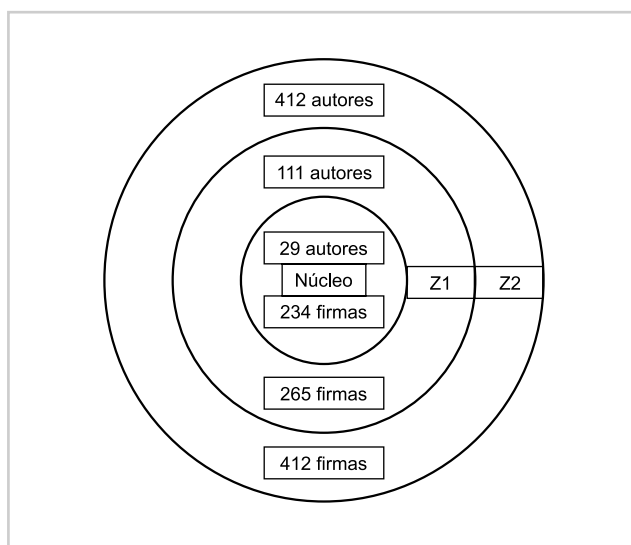 412 autores
111 autores
29 autores
Núcleo
Z1
Z2
234 firmas
265 firmas
412 firmas